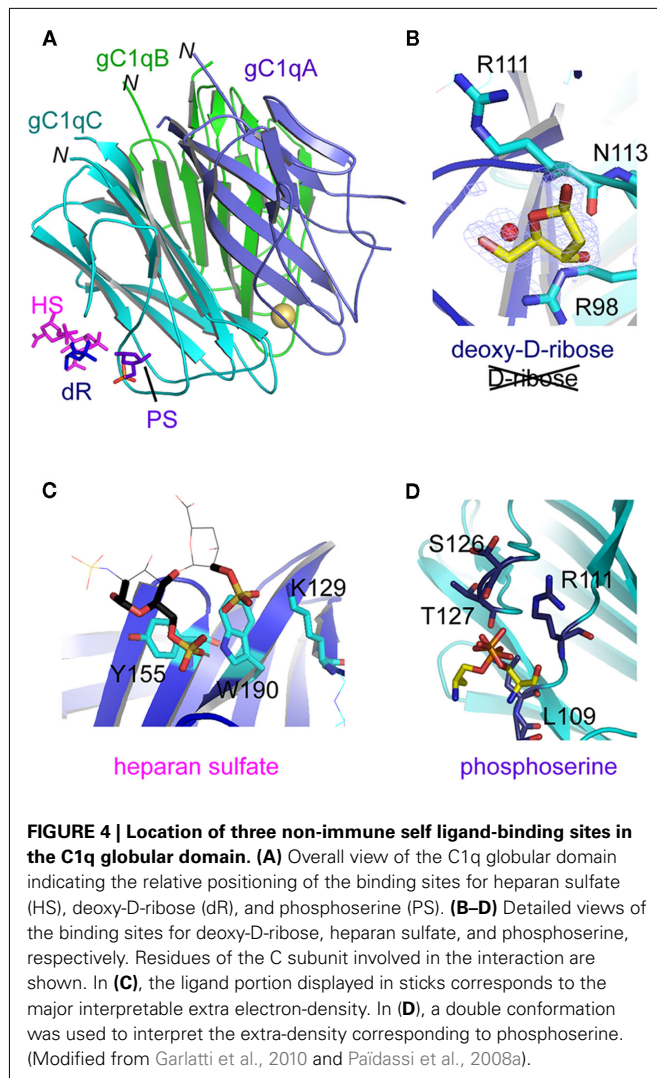 A
N
gC1qB
N
gC1qA
gC1qC
N
HS
dR
PS
B
R111
N113
R98
deoxy-D-ribose
D-ribose
C
K129
Y155
W190
heparan sulfate
D
S126
R111
T127
L109
phosphoserine
FIGURE 4 | Location of three non-immune self ligand-binding sites in
the C1q globular domain. (A) Overall view of the C1q globular domain
indicating the relative positioning of the binding sites for heparan sulfate
(HS), deoxy-D-ribose (dR), and phosphoserine (PS). (B–D) Detailed views of
the binding sites for deoxy-D-ribose, heparan sulfate, and phosphoserine,
respectively. Residues of the C subunit involved in the interaction are
shown. In (C), the ligand portion displayed in sticks corresponds to the
major interpretable extra electron-density. In (D), a double conformation
was used to interpret the extra-density corresponding to phosphoserine.
(Modified from Garlatti et al., 2010 and Païdassi et al., 2008a).